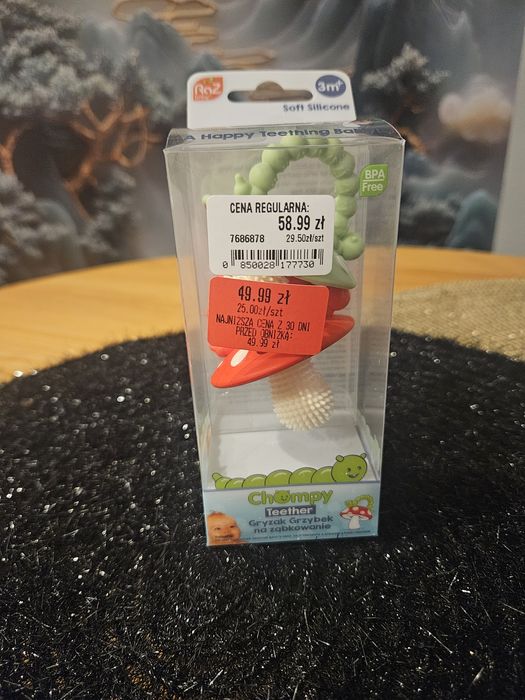 RaZ
3m+
Soft Silicone
A Happy Teething Bab
BPA
Free
CENA REGULARNA:
58.99 zł
7686878 29.50zł/szt
0 850028 177730
49.99 zł
25.00zł/szt
NAJNIŻSZA CENA Z 30 DNI
PRZED OBNIŻKĄ:
49.99 zł
Chompy
Teether
Gryzak Grzybek
na ząbkowanie